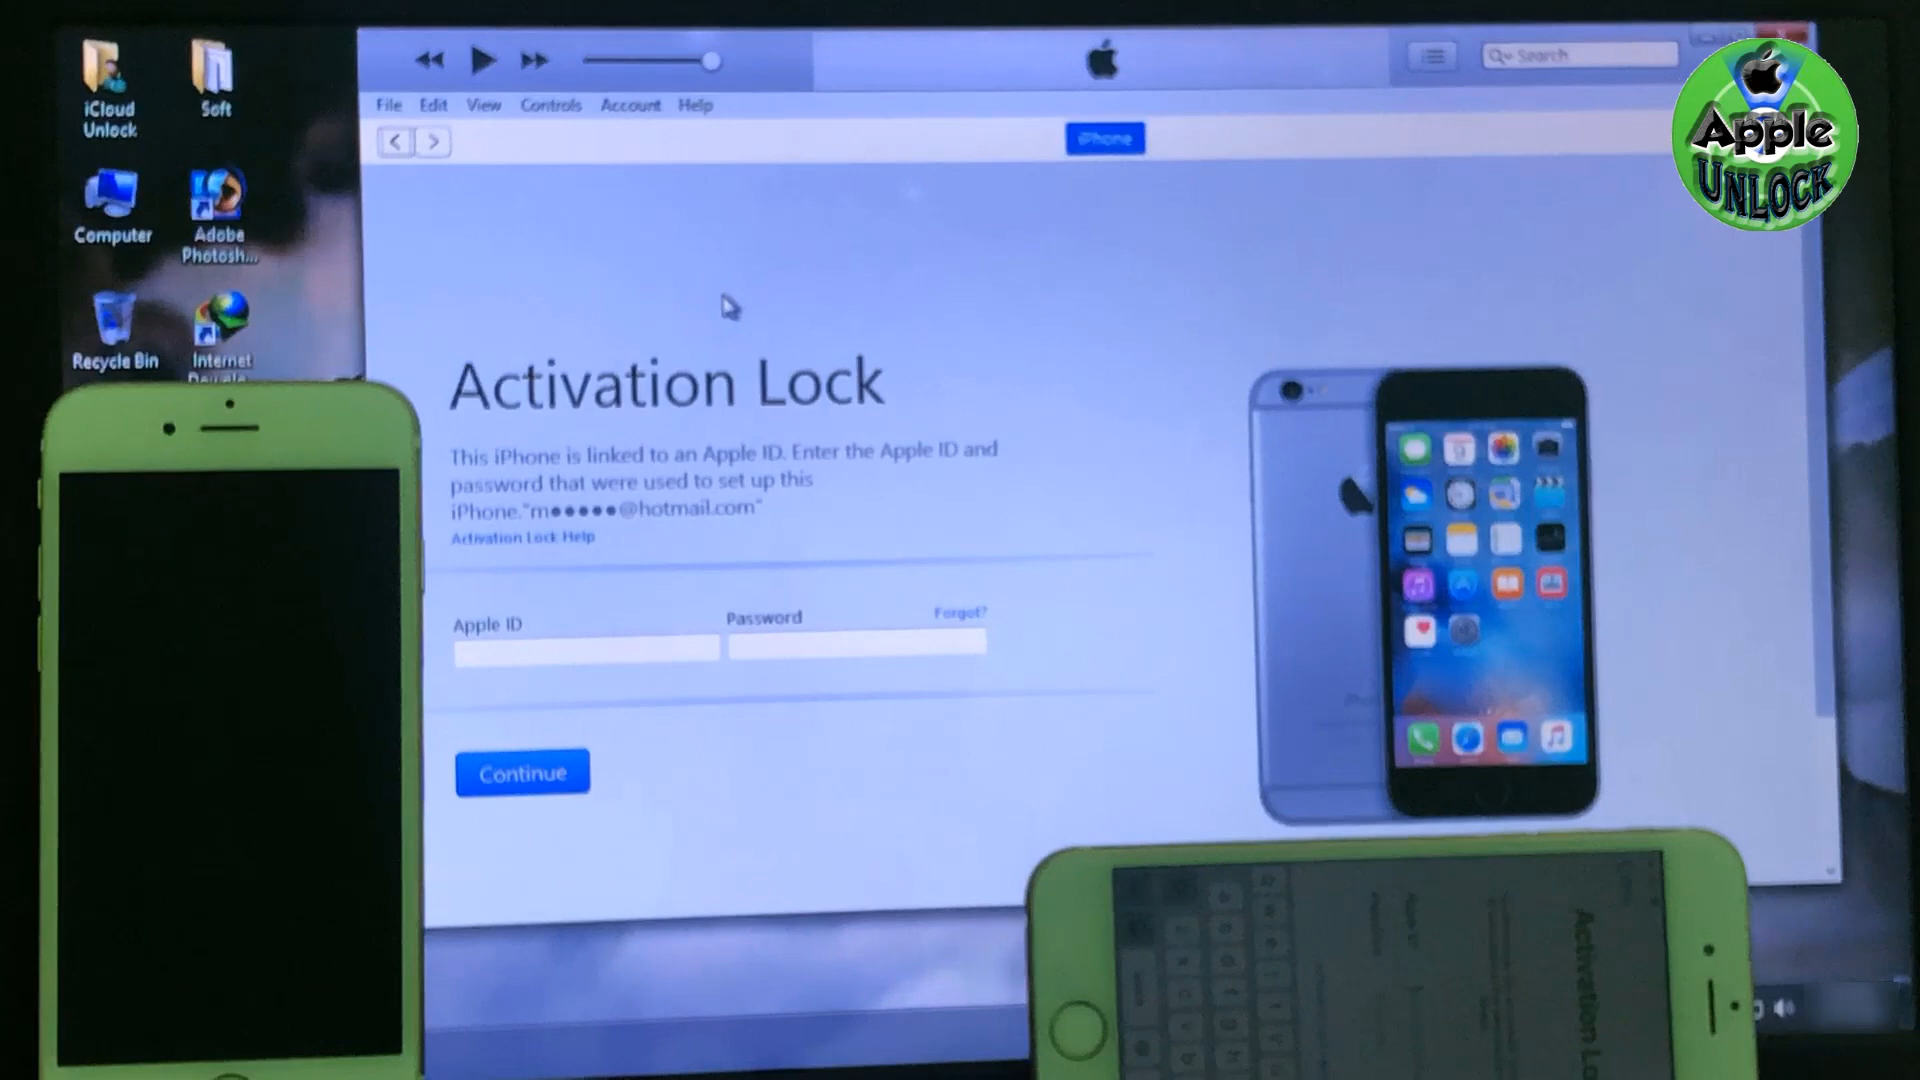 iCloud
Unlock
Soft
Computer
Adobe
Photosh...
Recycle Bin
Internet
Search
File Edit View Controls Account Help
< >
iPhone
Apple
UNLOCK
Activation Lock
This iPhone is linked to an Apple ID. Enter the Apple ID and
password that were used to set up this
iPhone."m●●●●●@hotmail.com"
Activation Lock Help
Apple ID
Password
Forgot?
Continue
Activation Lo